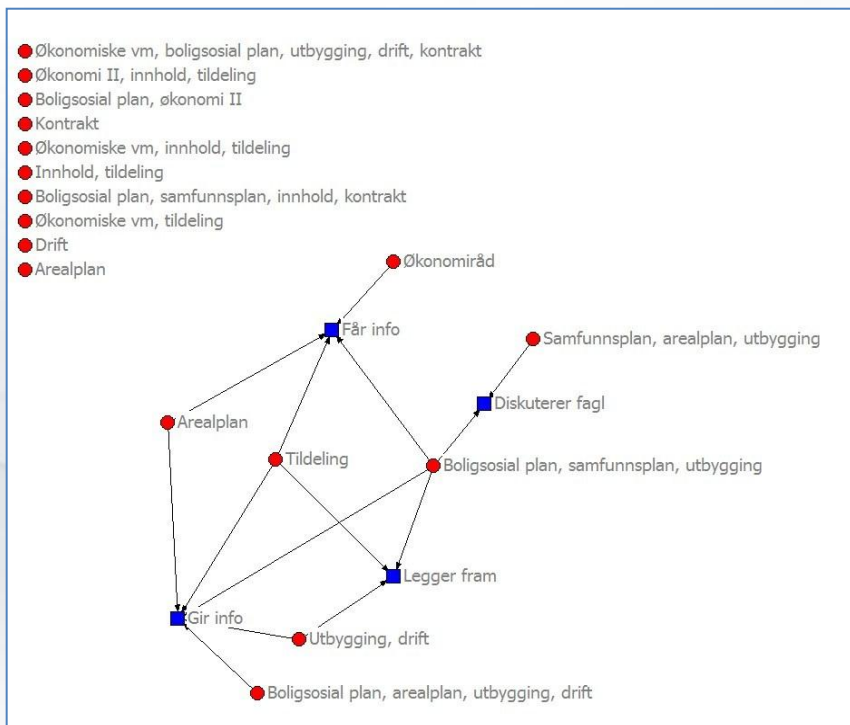 Økonomiske vm, boligsosial plan, utbygging, drift, kontrakt
Økonomi II, innhold, tildeling
Boligsosial plan, økonomi II
Kontrakt
Økonomiske vm, innhold, tildeling
Innhold, tildeling
Boligsosial plan, samfunnsplan, innhold, kontrakt
Økonomiske vm, tildeling
Drift
Arealplan
Økonomiråd
Får info
Samfunnsplan, arealplan, utbygging
Diskuterer fagl
Arealplan
Tildeling
Boligsosial plan, samfunnsplan, utbygging
Legger fram
Gir info
Utbygging, drift
Boligsosial plan, arealplan, utbygging, drift